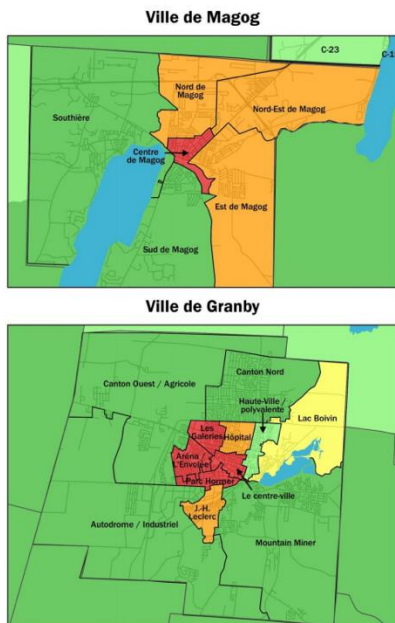 Ville de Magog
C-23
C-1
Nord de
Magog
Nord-Est de Magog
Southière
Centre
de Magog
Est de Magog
Sud de Magog
Ville de Granby
Canton Nord
Canton Ouest / Agricole
Haute-Ville /
polyvalente
Lac Boivin
Les
Galeries
Hôpital
Aréna
L'Envolée
Parc Horner
Le centre-ville
J.-H.
Leclerc
Autodrome / Industriel
Mountain Miner